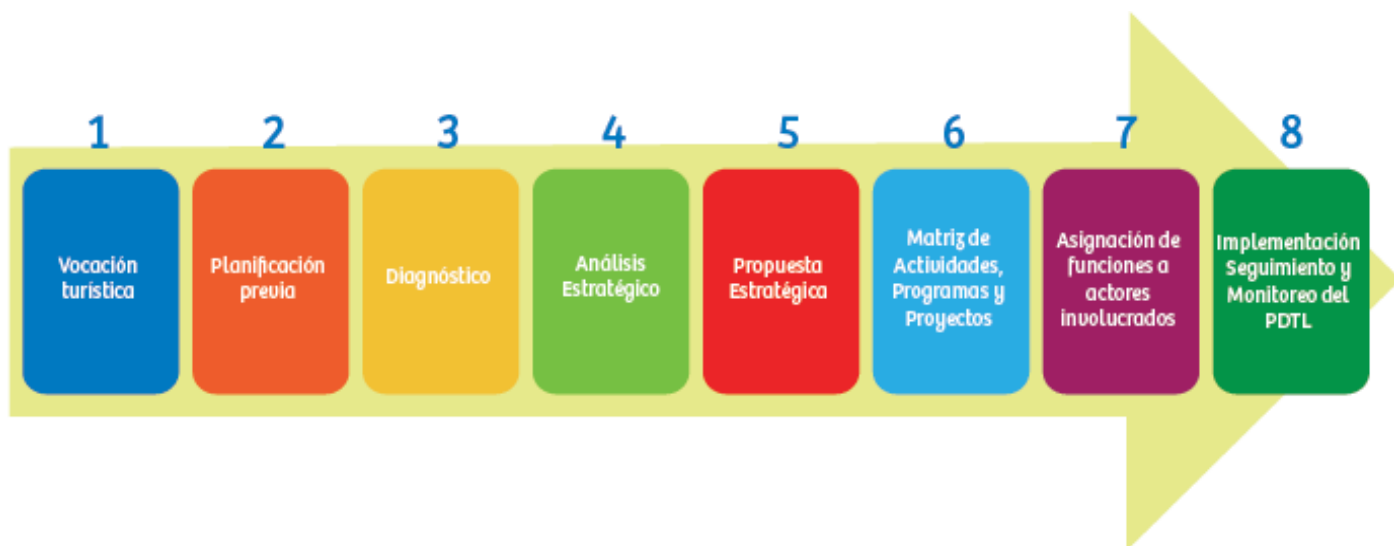 1
Vocación
turística
2
Planificación
previa
3
Diagnóstico
4
Análisis
Estratégico
5
Propuesta
Estratégica
6
Matriz de
Actividades,
Programas y
Proyectos
7
Asignación de
funciones a
actores
involucrados
8
Implementación
Seguimiento y
Monitoreo del
PDTL